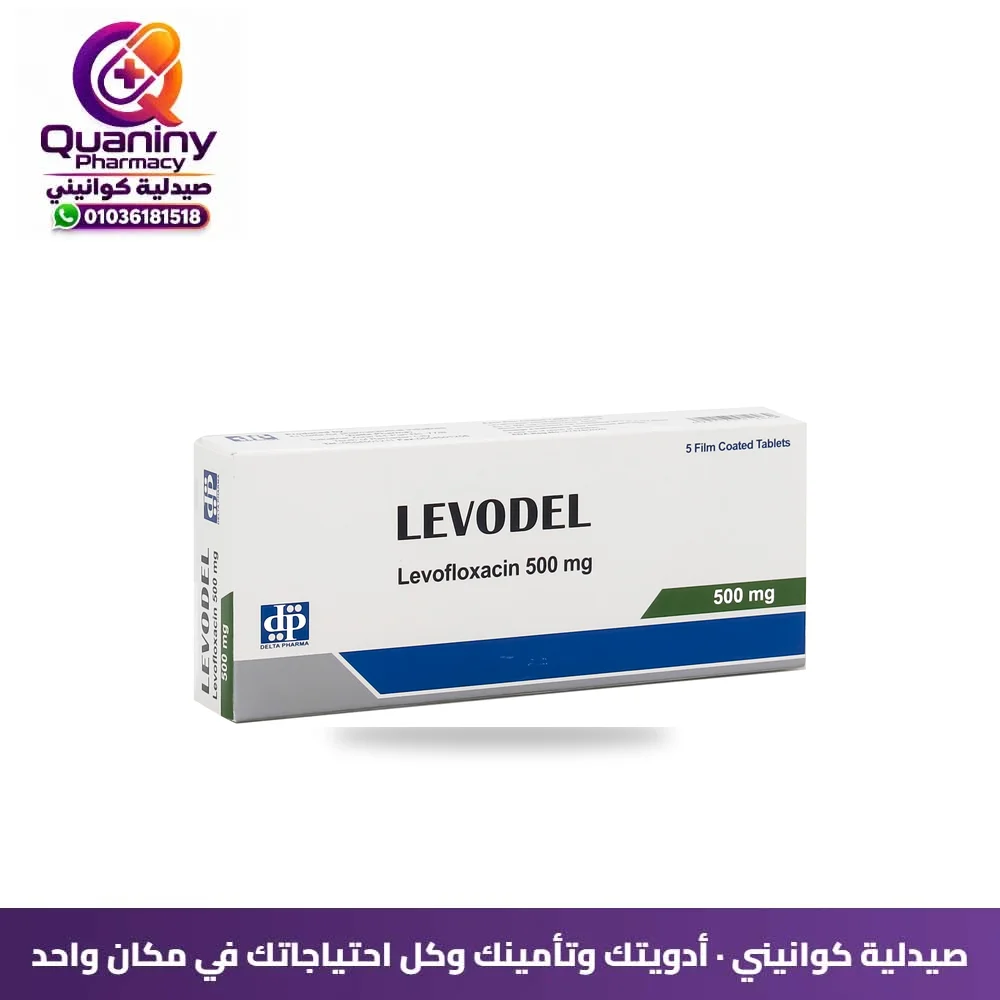 Quaniny
Pharmacy
صيدلية كوانيني
01036181518
5 Film Coated Tablets
LEVODEL
Levofloxacin 500 mg
500 mg
dp
DELTA PHARMA
LEVODEL
Levofloxacin 500 mg
500 mg
صيدلية كوانيني · أدويتك وتأمينك وكل احتياجاتك في مكان واحد